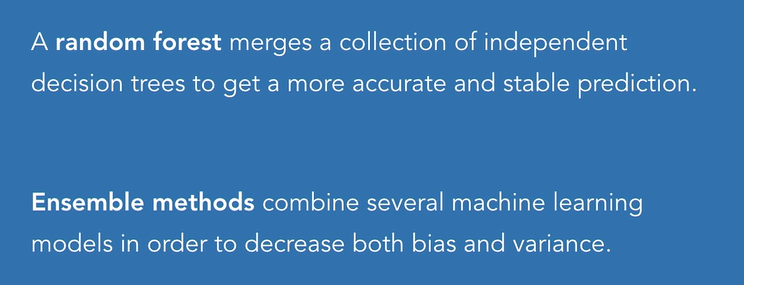 A random forest merges a collection of independent
decision trees to get a more accurate and stable prediction.
Ensemble methods combine several machine learning
models in order to decrease both bias and variance.